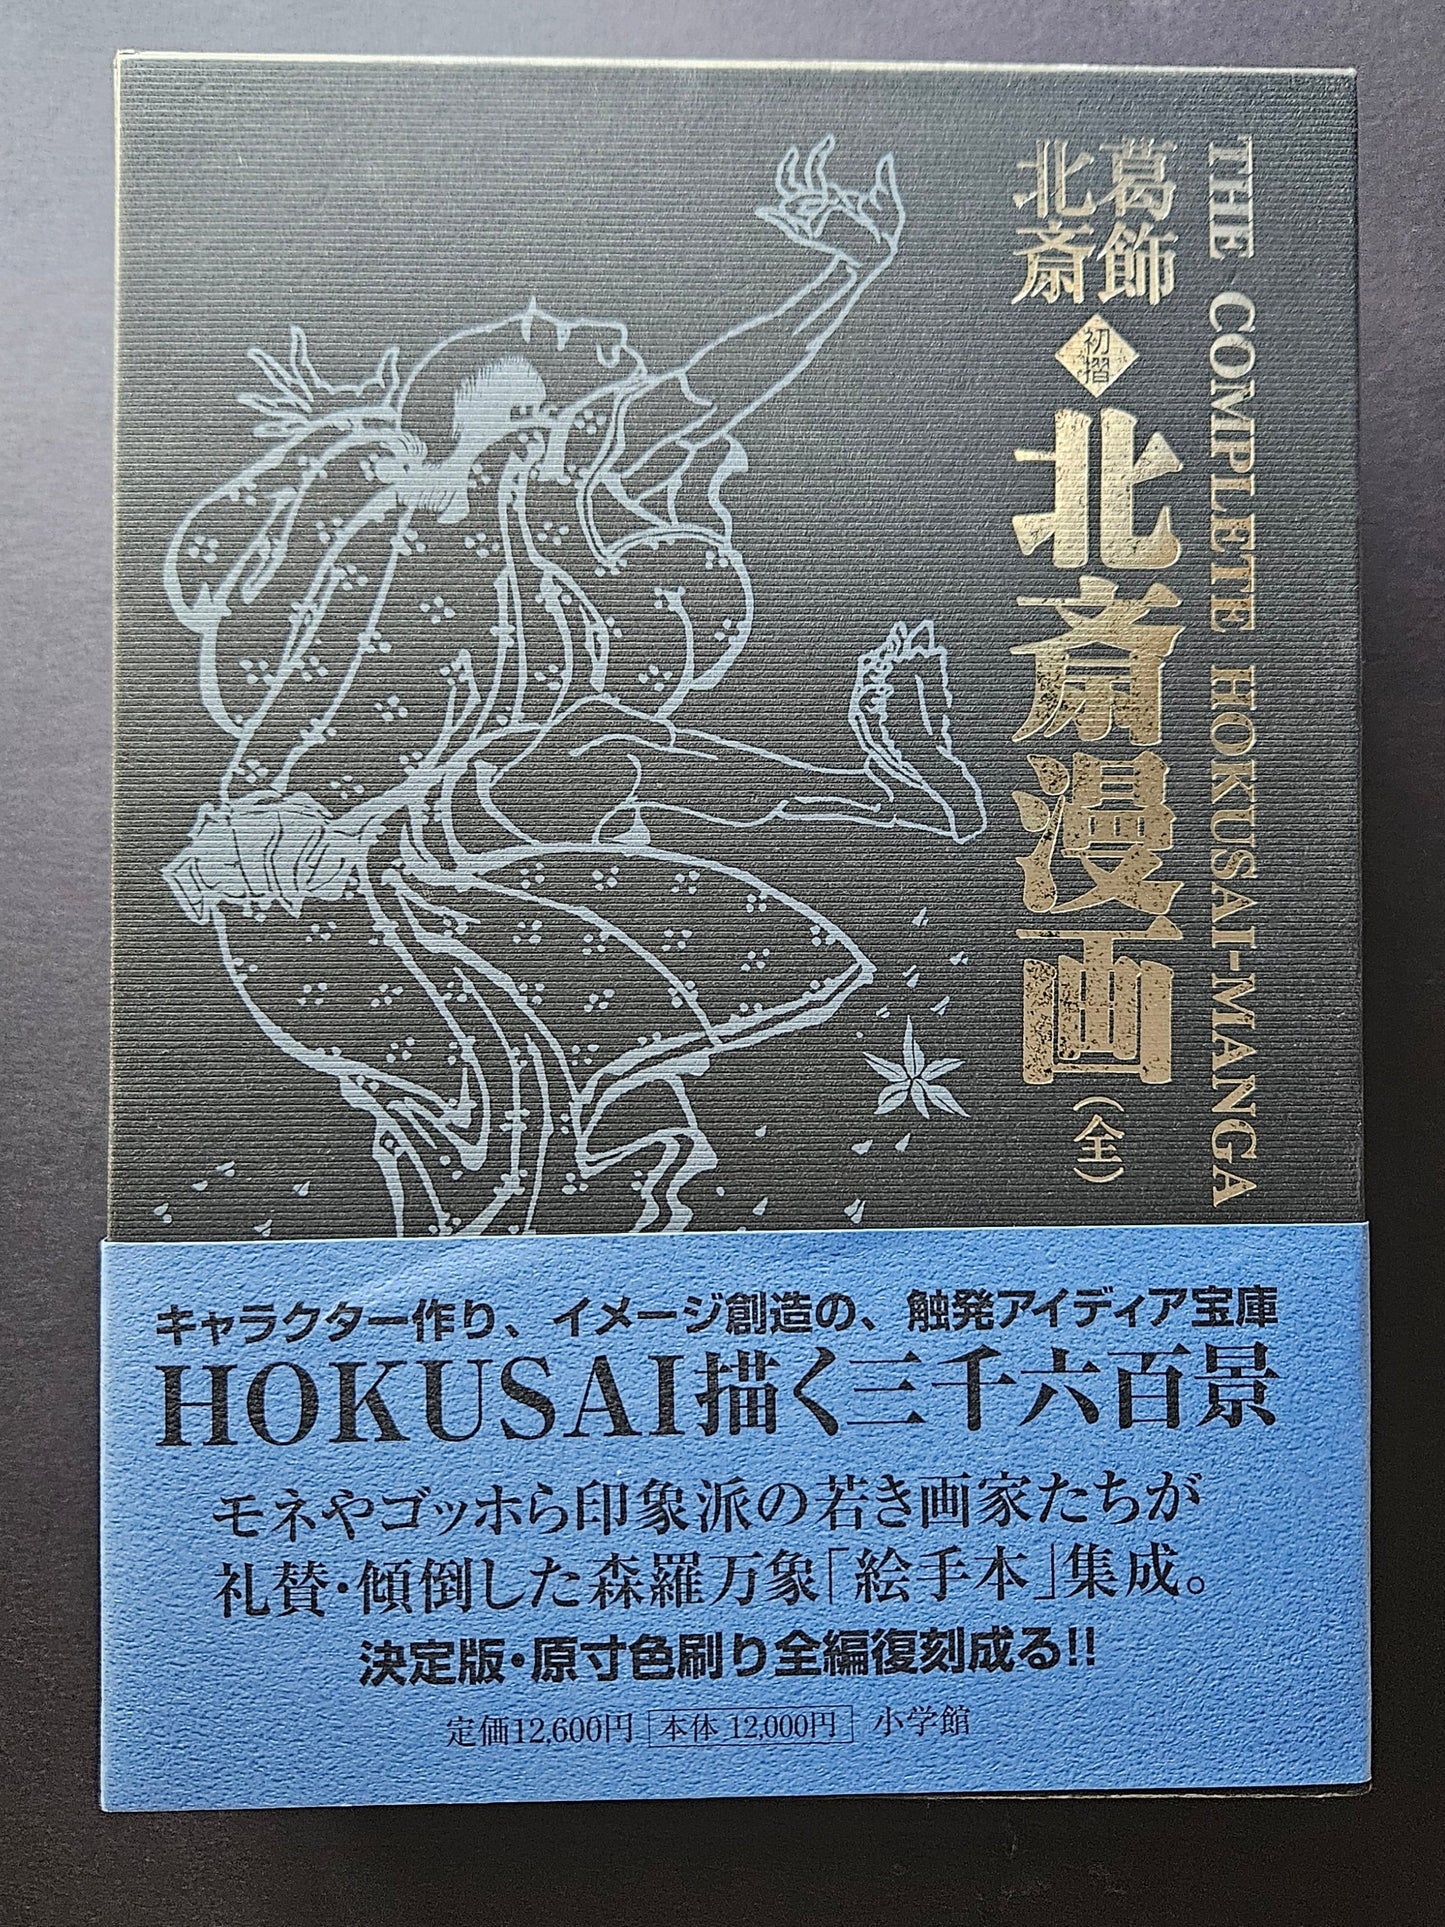 THE COMPLETE HOKUSAI-MANGA
葛飾
北斎
初摺
北斎漫画(全)
キャラクター作り、イメージ創造の、触発アイディア宝庫
HOKUSAI描く三千六百景
モネやゴッホら印象派の若き画家たちが
礼賛・傾倒した森羅万象「絵手本」集成。
決定版・原寸色刷り全編復刻成る!!
定価12,600円 本体 12,000円 小学館